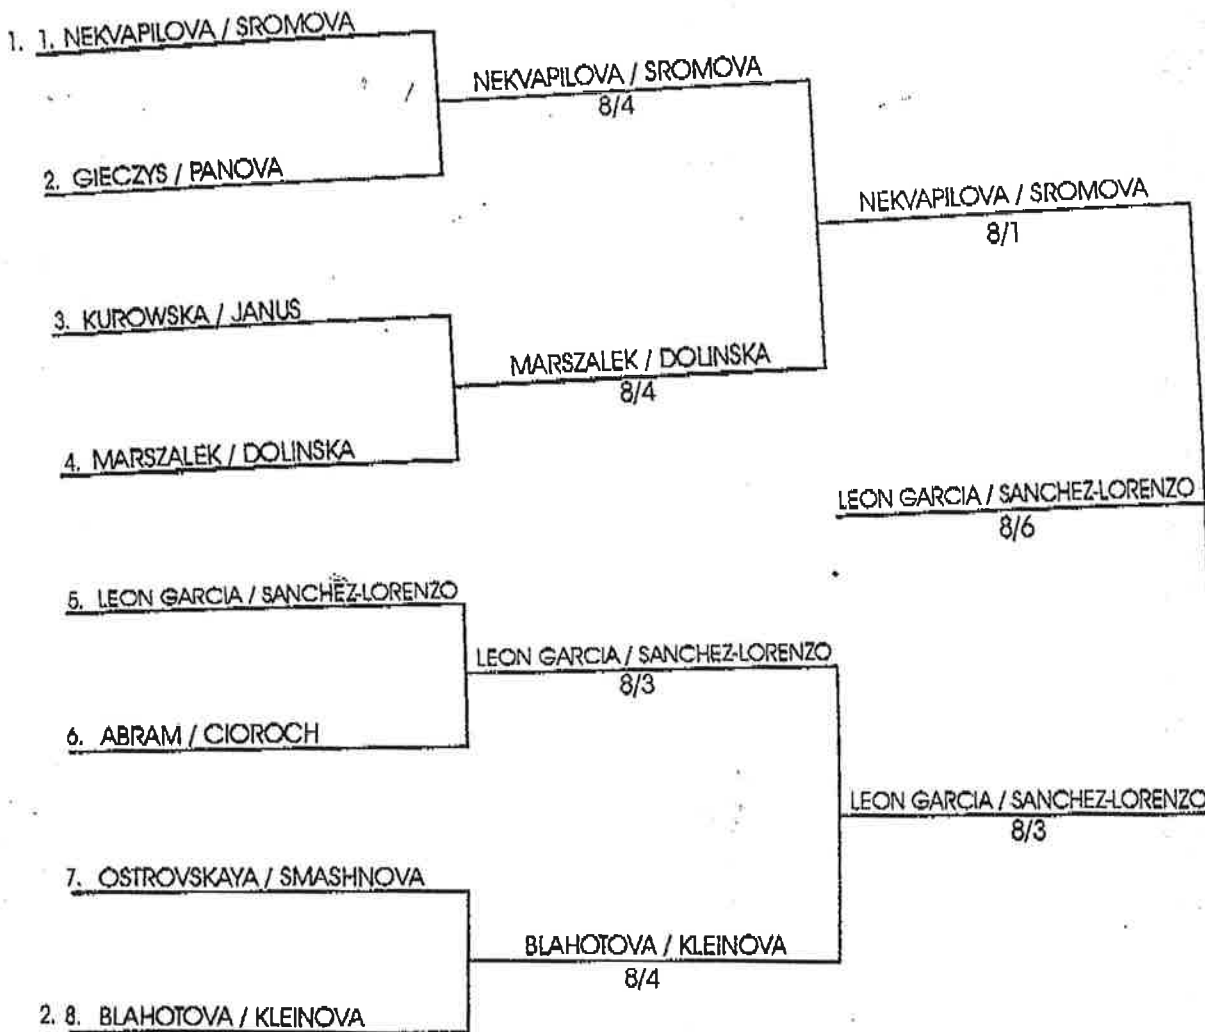 1. 1. NEKVAPILOVA / SROMOVA
NEKVAPILOVA / SROMOVA
8/4
2. GIECZYS / PANOVA
NEKVAPILOVA / SROMOVA
8/1
3. KUROWSKA / JANUS
MARSZALEK / DOLINSKA
8/4
4. MARSZALEK / DOLINSKA
LEON GARCIA / SANCHEZ-LORENZO
8/6
5. LEON GARCIA / SANCHEZ-LORENZO
LEON GARCIA / SANCHEZ-LORENZO
8/3
6. ABRAM / CIOROCH
LEON GARCIA / SANCHEZ-LORENZO
8/3
7. OSTROVSKAYA / SMASHNOVA
BLAHOTOVA / KLEINOVA
8/4
2. 8. BLAHOTOVA / KLEINOVA